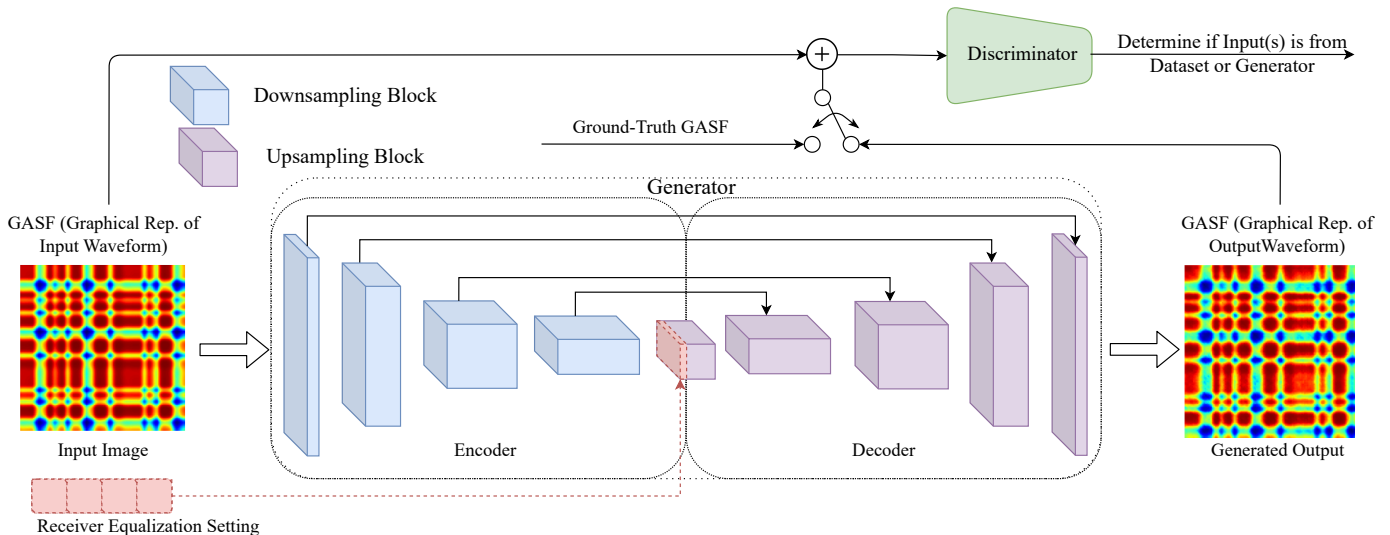 Discriminator
Determine if Input(s) is from
Dataset or Generator
Downsampling Block
Ground-Truth GASF
Upsampling Block
Generator
GASF (Graphical Rep. of
Input Waveform)
GASF (Graphical Rep. of
OutputWaveform)
Input Image
Encoder
Decoder
Generated Output
Receiver Equalization Setting